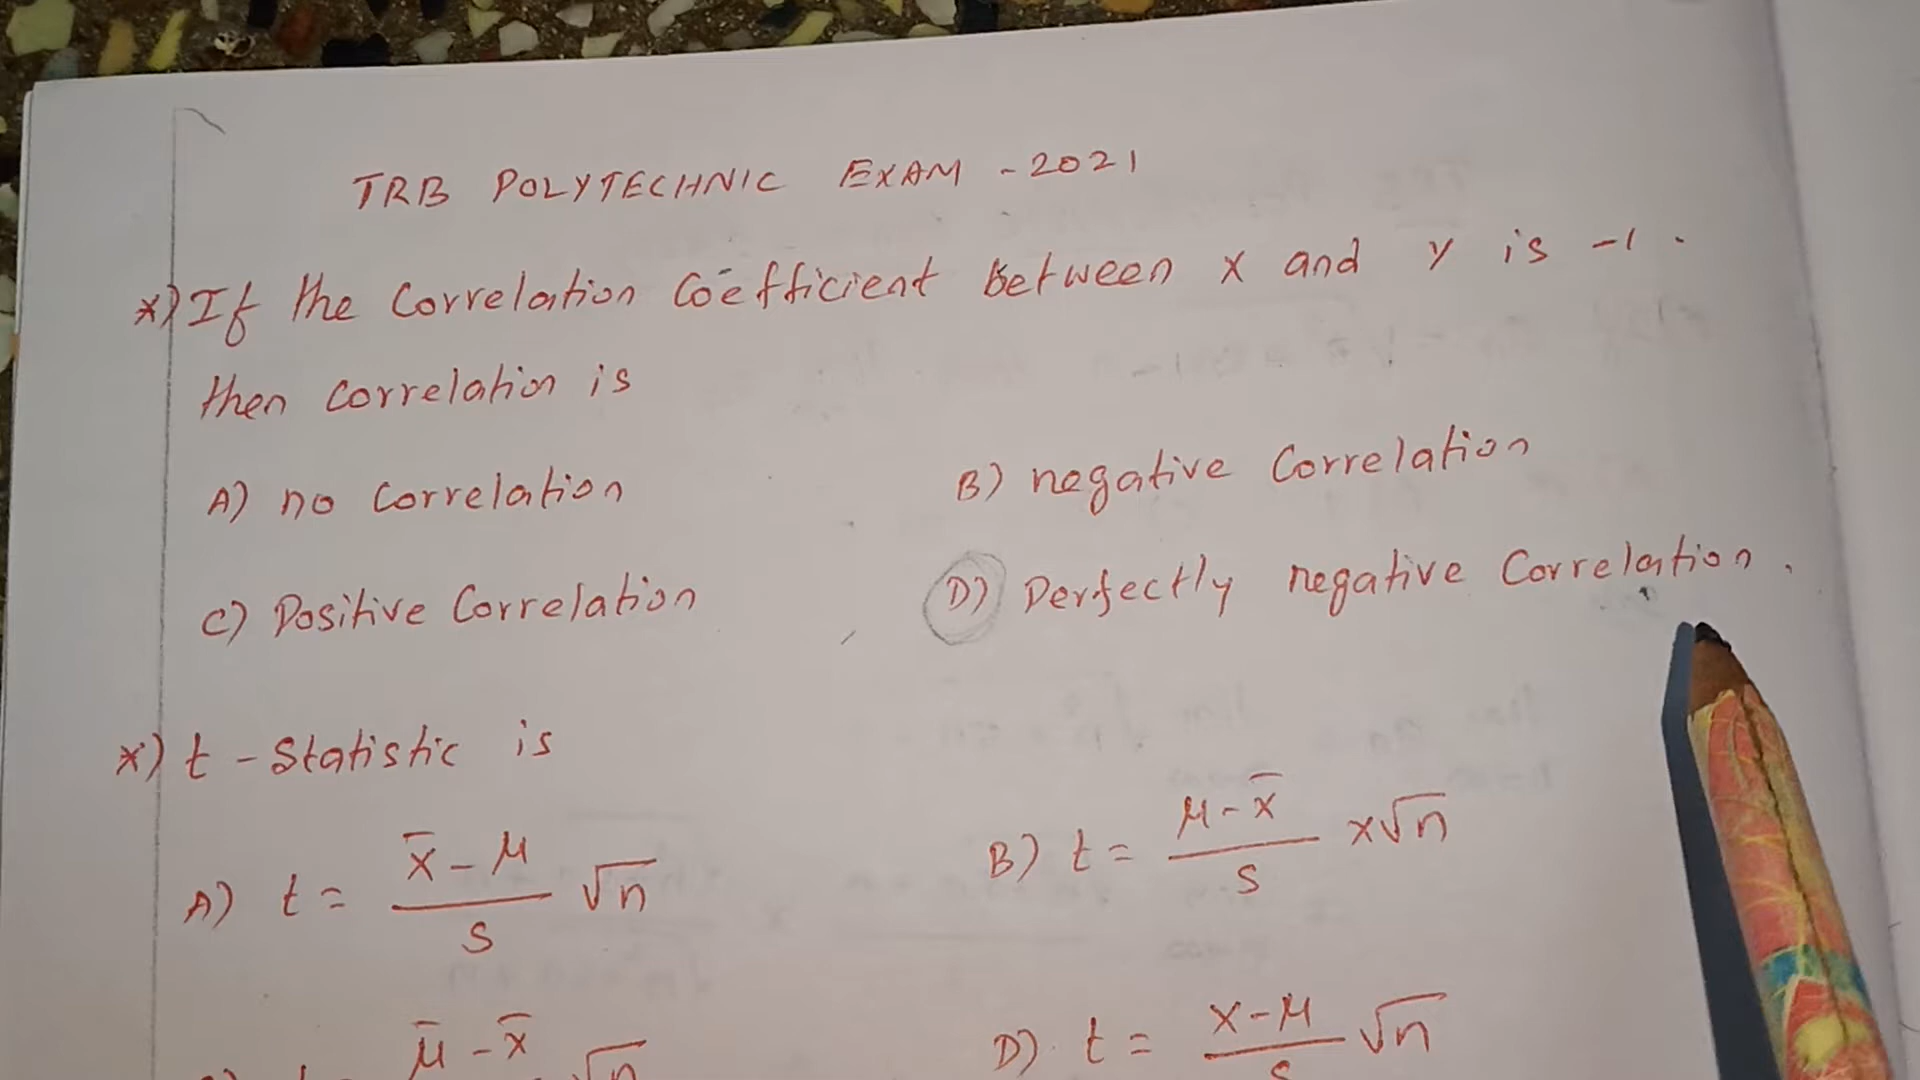 TRB POLYTECHNIC EXAM - 2021
*) If the Correlation Coefficient between x and y is -1.
then correlation is
A) no correlation
B) negative Correlation
C) Positive Correlation
D) Perfectly negative Correlation.
*) t - Statistic is
A) t = x̄ - μ / s √n
B) t = μ - x̄ / s x √n
μ̄ - x̄ √n
D) t = x - μ / s √n